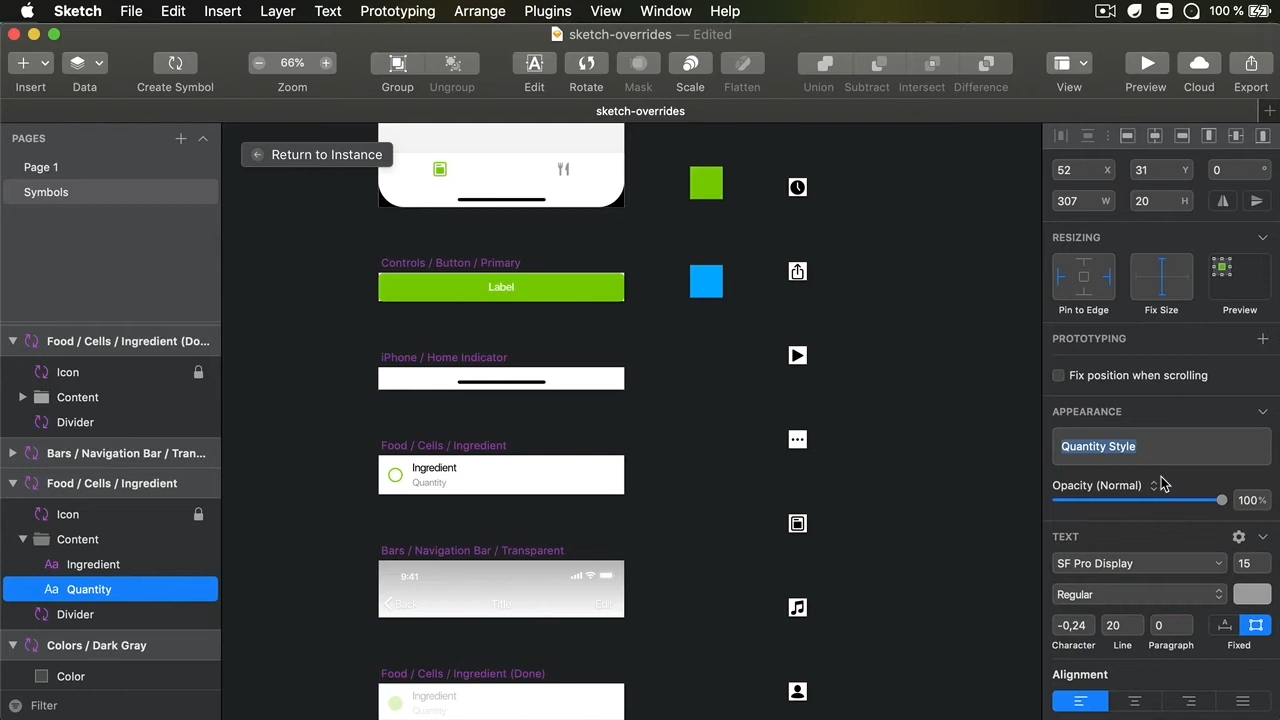 Sketch File Edit Insert Layer Text Prototyping Arrange Plugins View Window Help 100 %
sketch-overrides — Edited
66%
Insert Data Create Symbol Zoom Group Ungroup Edit Rotate Mask Scale Flatten Union Subtract Intersect Difference View Preview Cloud Export
sketch-overrides
PAGES
Page 1
Symbols
Food / Cells / Ingredient (Do...
Icon
Content
Divider
Bars / Navigation Bar / Tran...
Food / Cells / Ingredient
Icon
Content
Aa Ingredient
Aa Quantity
Divider
Colors / Dark Gray
Color
Filter
Return to Instance
Controls / Button / Primary
Label
iPhone / Home Indicator
Food / Cells / Ingredient
Ingredient
Quantity
Bars / Navigation Bar / Transparent
9:41
Back Title Edit
Food / Cells / Ingredient (Done)
Ingredient
Quantity
52 X 31 Y 0 °
307 W 20 H
RESIZING
Pin to Edge Fix Size Preview
PROTOTYPING
Fix position when scrolling
APPEARANCE
Quantity Style
Opacity (Normal)
100%
TEXT
SF Pro Display 15
Regular
-0,24 20 0 A
Character Line Paragraph Fixed
Alignment